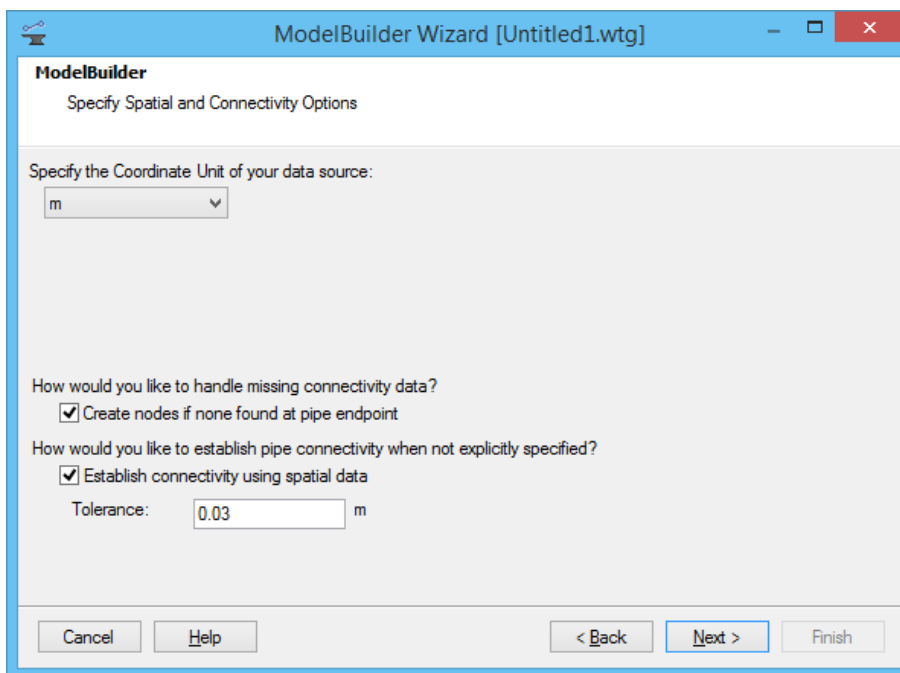 ModelBuilder Wizard [Untitled1.wtg]
ModelBuilder
Specify Spatial and Connectivity Options
Specify the Coordinate Unit of your data source:
m
How would you like to handle missing connectivity data?
Create nodes if none found at pipe endpoint
How would you like to establish pipe connectivity when not explicitly specified?
Establish connectivity using spatial data
Tolerance: 0.03 m
Cancel Help < Back Next > Finish